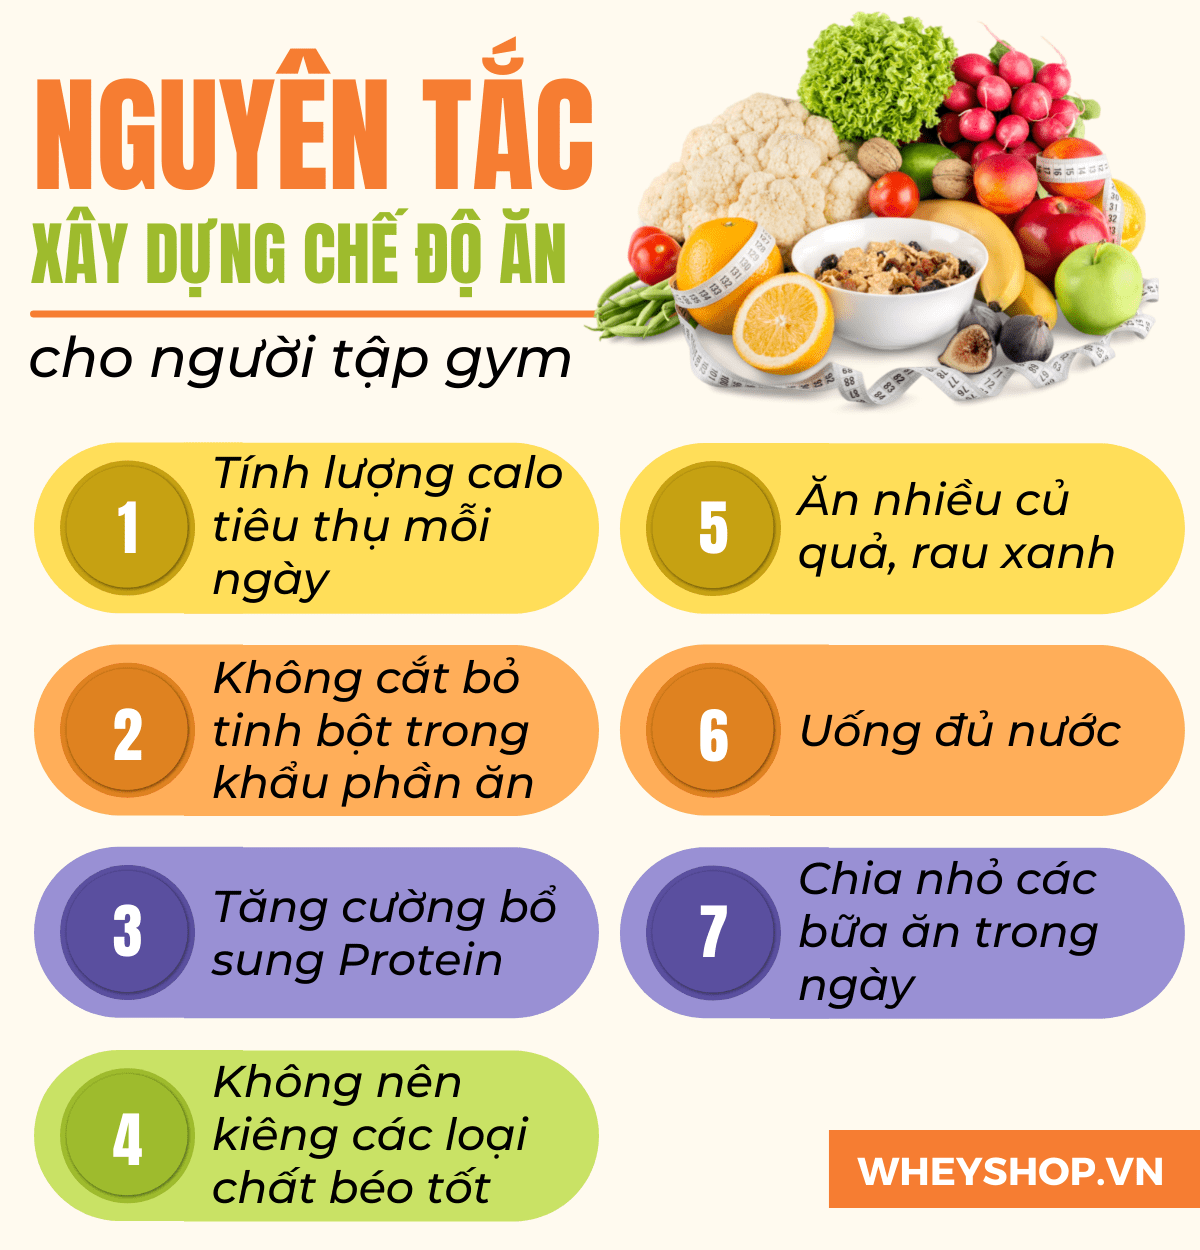 NGUYÊN TẮC
XÂY DỰNG CHẾ ĐỘ ĂN
cho người tập gym
1
Tính lượng calo
tiêu thụ mỗi
ngày
2
Không cắt bỏ
tinh bột trong
khẩu phần ăn
3
Tăng cường bổ
sung Protein
4
Không nên
kiêng các loại
chất béo tốt
5
Ăn nhiều củ
quả, rau xanh
6
Uống đủ nước
7
Chia nhỏ các
bữa ăn trong
ngày
WHEYSHOP.VN